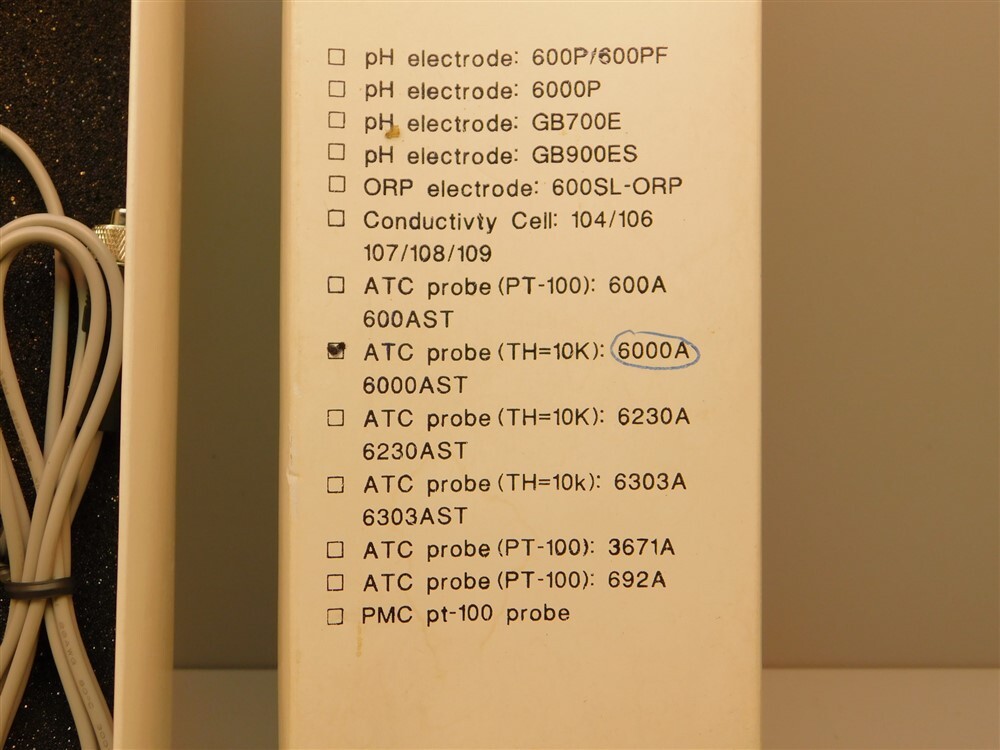 pH electrode: 600P/600PF
pH electrode: 6000P
pH electrode: GB700E
pH electrode: GB900ES
ORP electrode: 600SL-ORP
Conductivty Cell: 104/106
107/108/109
ATC probe (PT-100): 600A
600AST
ATC probe (TH=10K): 6000A
6000AST
ATC probe (TH=10K): 6230A
6230AST
ATC probe (TH=10k): 6303A
6303AST
ATC probe (PT-100): 3671A
ATC probe (PT-100): 692A
PMC pt-100 probe